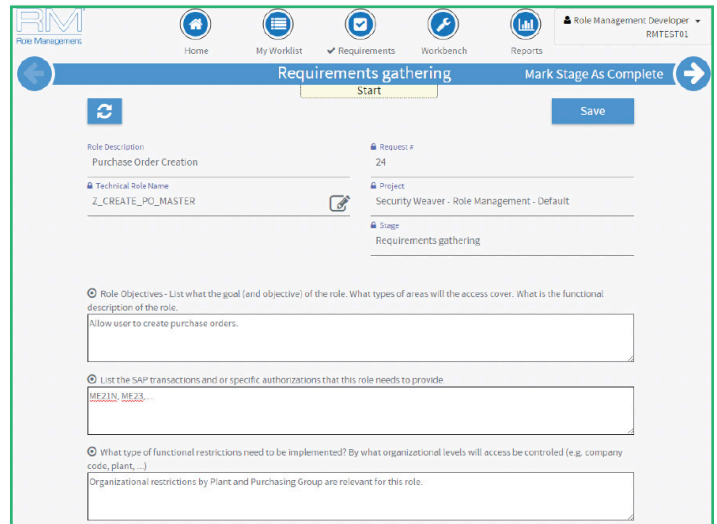 RM
Role Management
Home
My Worklist
Requirements
Workbench
Reports
Role Management Developer
RMTEST01
Requirements gathering
Mark Stage As Complete
Start
Save
Role Description
Purchase Order Creation
Request #
24
Technical Role Name
Z_CREATE_PO_MASTER
Project
Security Weaver - Role Management - Default
Stage
Requirements gathering
Role Objectives - List what the goal (and objective) of the role. What types of areas will the access cover. What is the functional
description of the role.
Allow user to create purchase orders.
List the SAP transactions and or specific authorizations that this role needs to provide.
ME21N, ME23,...
What type of functional restrictions need to be implemented? By what organizational levels will access be controled (e.g. company
code, plant, ...)
Organizational restrictions by Plant and Purchasing Group are relevant for this role.